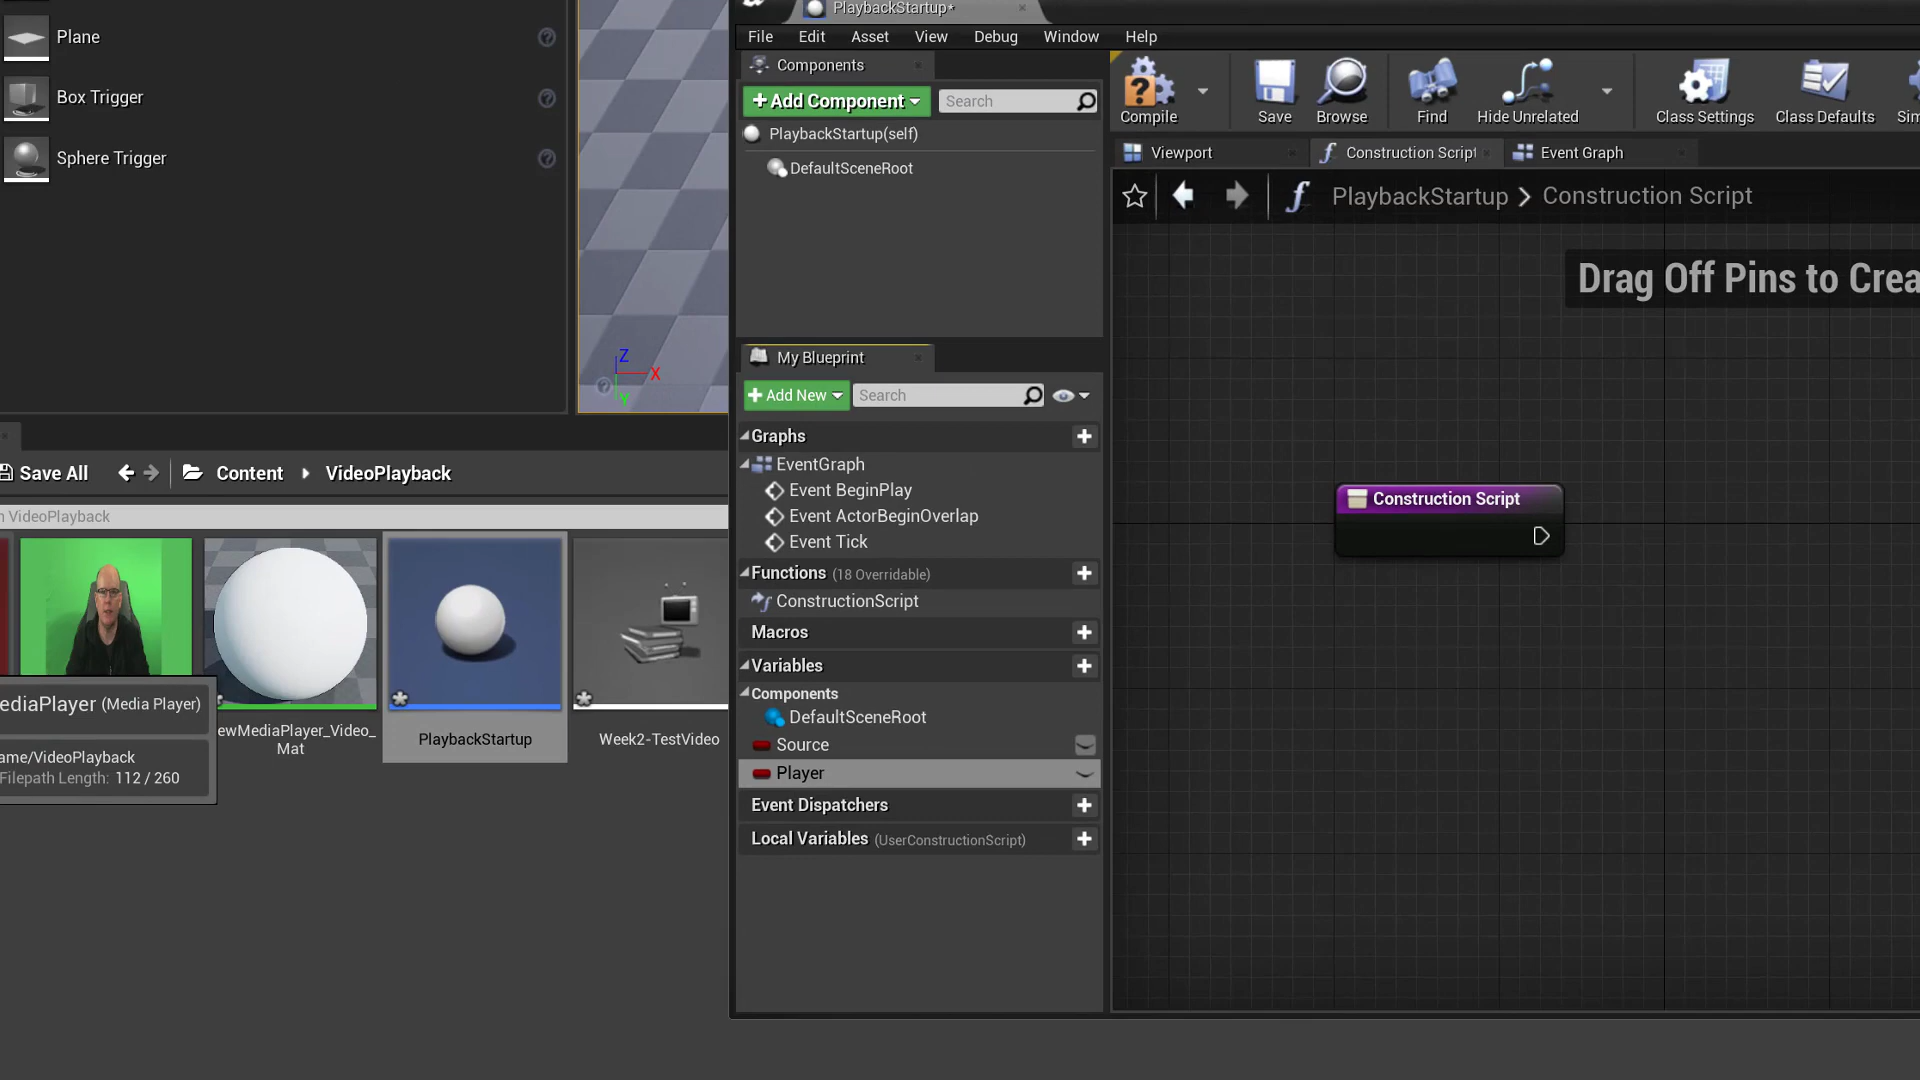 Plane
Box Trigger
Sphere Trigger
Z
X
Y
Save All
Content
VideoPlayback
VideoPlayback
ediaPlayer (Media Player)
ame/VideoPlayback
Filepath Length: 112 / 260
ewMediaPlayer_Video_
Mat
PlaybackStartup
Week2-TestVideo
PlaybackStartup*
File Edit Asset View Debug Window Help
Components
Add Component
Search
PlaybackStartup(self)
DefaultSceneRoot
My Blueprint
Add New
Search
Graphs
EventGraph
Event BeginPlay
Event ActorBeginOverlap
Event Tick
Functions (18 Overridable)
ConstructionScript
Macros
Variables
Components
DefaultSceneRoot
Source
Player
Event Dispatchers
Local Variables (UserConstructionScript)
Compile
Save
Browse
Find
Hide Unrelated
Class Settings
Class Defaults
Sim
Viewport
Construction Script
Event Graph
PlaybackStartup > Construction Script
Drag Off Pins to Crea
Construction Script